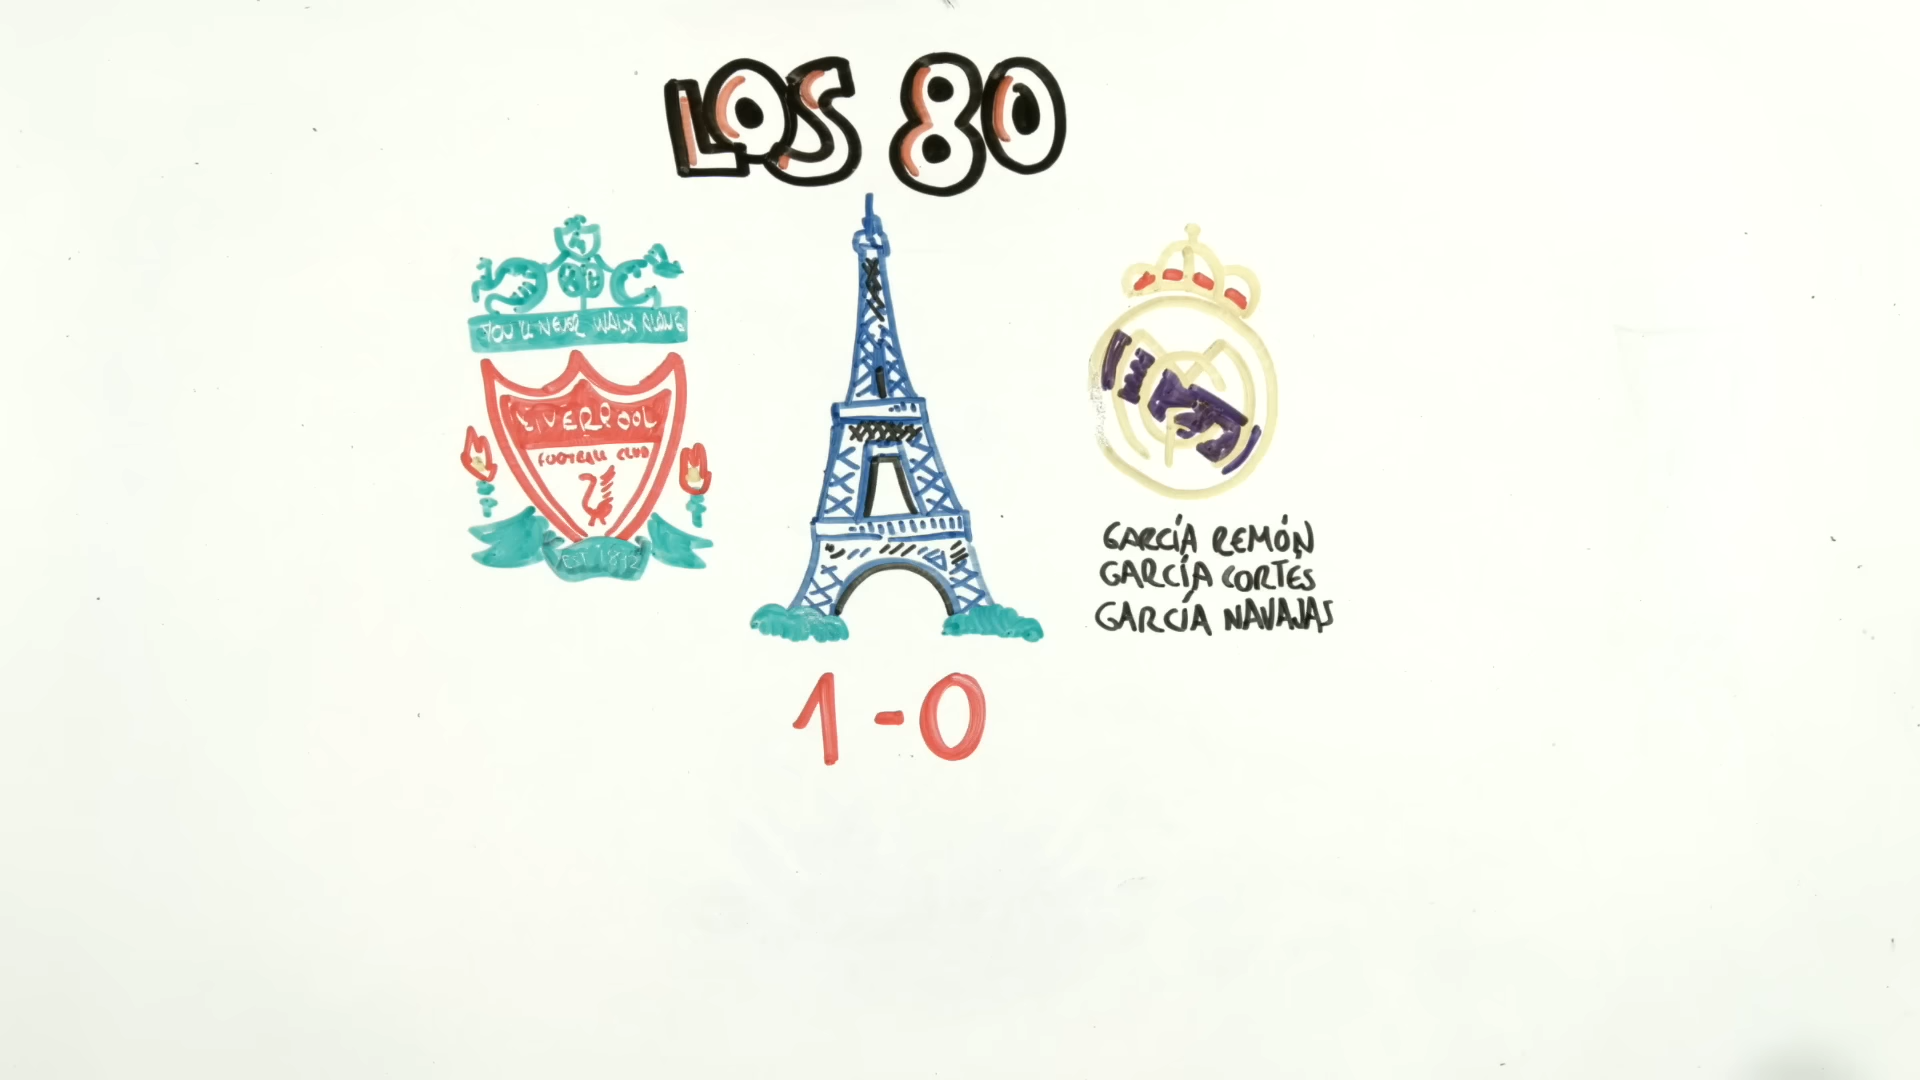 LOS 80
YOU'LL NEVER WALK ALONE
LIVERPOOL
FOOTBALL CLUB
EST 1892
GARCÍA REMÓN
GARCÍA CORTÉS
GARCÍA NAVAJAS
1-0